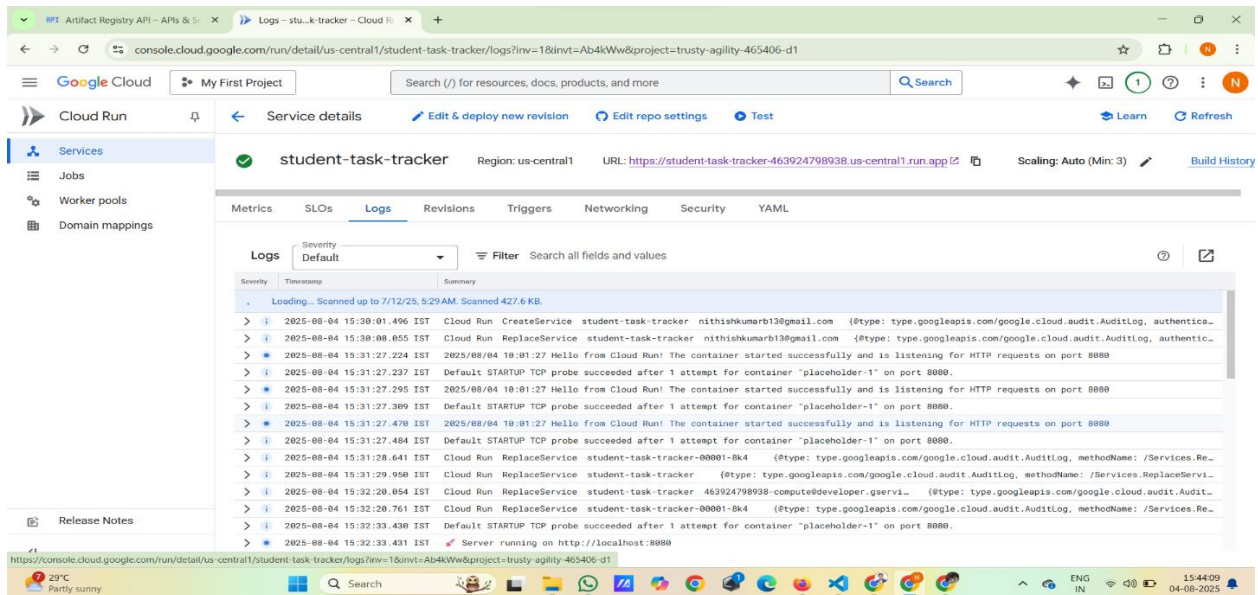 Artifact Registry API – APIs & Se
Logs – stu...k-tracker – Cloud Ru
console.cloud.google.com/run/detail/us-central1/student-task-tracker/logs?inv=1&invt=Ab4kWw&project=trusty-agility-465406-d1
N
Google Cloud
My First Project
Search (/) for resources, docs, products, and more
Search
1
N
Cloud Run
Service details
Edit & deploy new revision
Edit repo settings
Test
Learn
Refresh
Services
Jobs
Worker pools
Domain mappings
student-task-tracker
Region: us-central1
URL: https://student-task-tracker-463924798938.us-central1.run.app
Scaling: Auto (Min: 3)
Build History
Metrics
SLOs
Logs
Revisions
Triggers
Networking
Security
YAML
Logs
Severity
Default
Filter
Search all fields and values
Severity Timestamp Summary
Loading... Scanned up to 7/12/25, 5:29 AM. Scanned 427.6 KB.
2025-08-04 15:30:01.496 IST Cloud Run CreateService student-task-tracker nithishkumarb13@gmail.com {@type: type.googleapis.com/google.cloud.audit.AuditLog, authentica…
2025-08-04 15:30:08.055 IST Cloud Run ReplaceService student-task-tracker nithishkumarb13@gmail.com {@type: type.googleapis.com/google.cloud.audit.AuditLog, authentic…
2025-08-04 15:31:27.224 IST 2025/08/04 10:01:27 Hello from Cloud Run! The container started successfully and is listening for HTTP requests on port 8080
2025-08-04 15:31:27.237 IST Default STARTUP TCP probe succeeded after 1 attempt for container "placeholder-1" on port 8080.
2025-08-04 15:31:27.295 IST 2025/08/04 10:01:27 Hello from Cloud Run! The container started successfully and is listening for HTTP requests on port 8080
2025-08-04 15:31:27.309 IST Default STARTUP TCP probe succeeded after 1 attempt for container "placeholder-1" on port 8080.
2025-08-04 15:31:27.470 IST 2025/08/04 10:01:27 Hello from Cloud Run! The container started successfully and is listening for HTTP requests on port 8080
2025-08-04 15:31:27.484 IST Default STARTUP TCP probe succeeded after 1 attempt for container "placeholder-1" on port 8080.
2025-08-04 15:31:28.641 IST Cloud Run ReplaceService student-task-tracker-00001-8k4 {@type: type.googleapis.com/google.cloud.audit.AuditLog, methodName: /Services.Re…
2025-08-04 15:31:29.950 IST Cloud Run ReplaceService student-task-tracker {@type: type.googleapis.com/google.cloud.audit.AuditLog, methodName: /Services.ReplaceServi…
2025-08-04 15:32:20.054 IST Cloud Run ReplaceService student-task-tracker 463924798938-compute@developer.gservi… {@type: type.googleapis.com/google.cloud.audit.Audit…
2025-08-04 15:32:20.761 IST Cloud Run ReplaceService student-task-tracker-00001-8k4 {@type: type.googleapis.com/google.cloud.audit.AuditLog, methodName: /Services.Re…
2025-08-04 15:32:33.430 IST Default STARTUP TCP probe succeeded after 1 attempt for container "placeholder-1" on port 8080.
2025-08-04 15:32:33.431 IST 🚀 Server running on http://localhost:8080
Release Notes
https://console.cloud.google.com/run/detail/us-central1/student-task-tracker/logs?inv=1&invt=Ab4kWw&project=trusty-agility-465406-d1
29°C
Partly sunny
Search
ENG
IN
15:44:09
04-08-2025